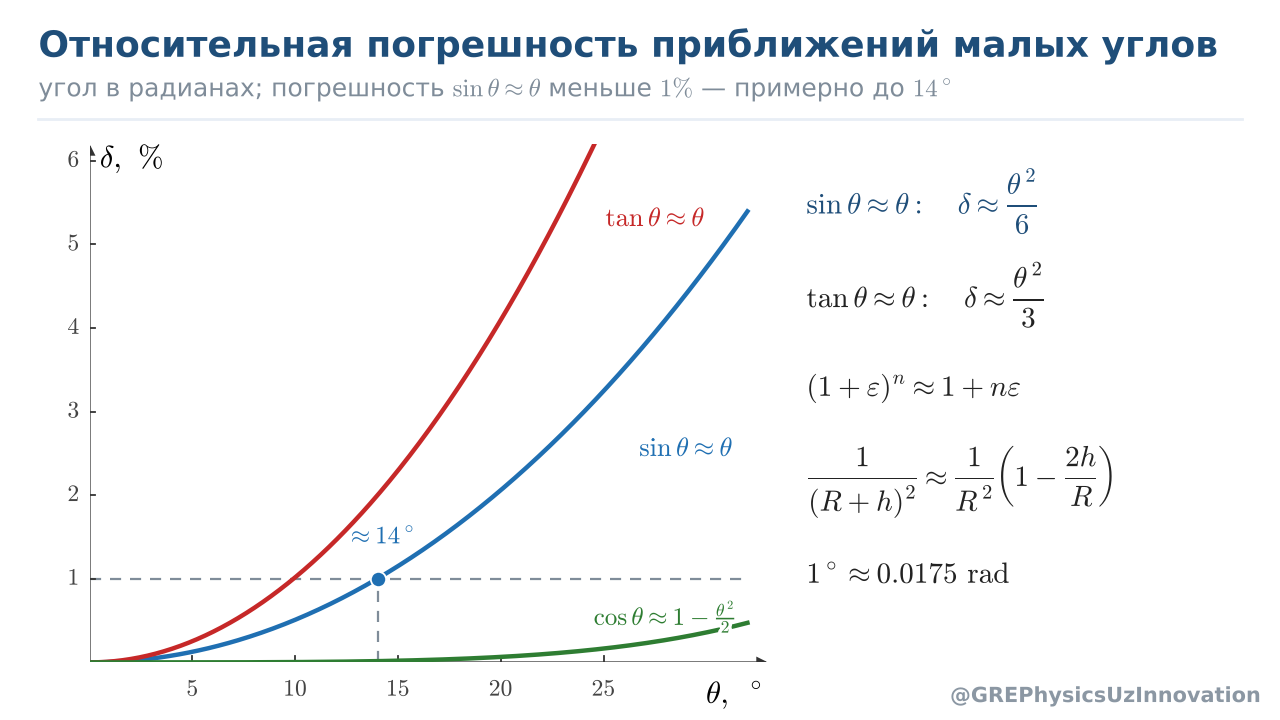 Относительная погрешность приближений малых углов
угол в радианах; погрешность sin θ ≈ θ меньше 1% — примерно до 14°
δ, %
6
5
4
3
2
1
tan θ ≈ θ
sin θ ≈ θ
≈ 14°
cos θ ≈ 1 − θ²/2
5 10 15 20 25
θ, °
sin θ ≈ θ : δ ≈ θ²/6
tan θ ≈ θ : δ ≈ θ²/3
(1 + ε)ⁿ ≈ 1 + nε
1/(R + h)² ≈ 1/R² (1 − 2h/R)
1° ≈ 0.0175 rad
@GREPhysicsUzInnovation